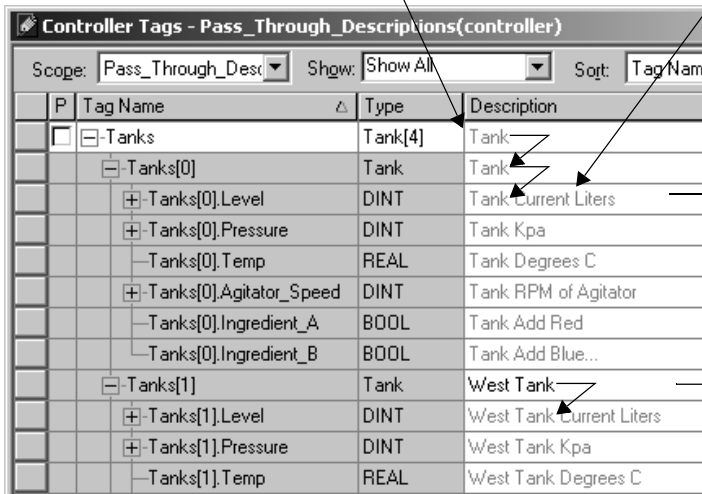 Controller Tags - Pass_Through_Descriptions(controller)
Scope: Pass_Through_Desc Show: Show All Sort: Tag Nam
P Tag Name Type Description
Tanks Tank[4] Tank
Tanks[0] Tank Tank
Tanks[0].Level DINT Tank Current Liters
Tanks[0].Pressure DINT Tank Kpa
Tanks[0].Temp REAL Tank Degrees C
Tanks[0].Agitator_Speed DINT Tank RPM of Agitator
Tanks[0].Ingredient_A BOOL Tank Add Red
Tanks[0].Ingredient_B BOOL Tank Add Blue...
Tanks[1] Tank West Tank
Tanks[1].Level DINT West Tank Current Liters
Tanks[1].Pressure DINT West Tank Kpa
Tanks[1].Temp REAL West Tank Degrees C